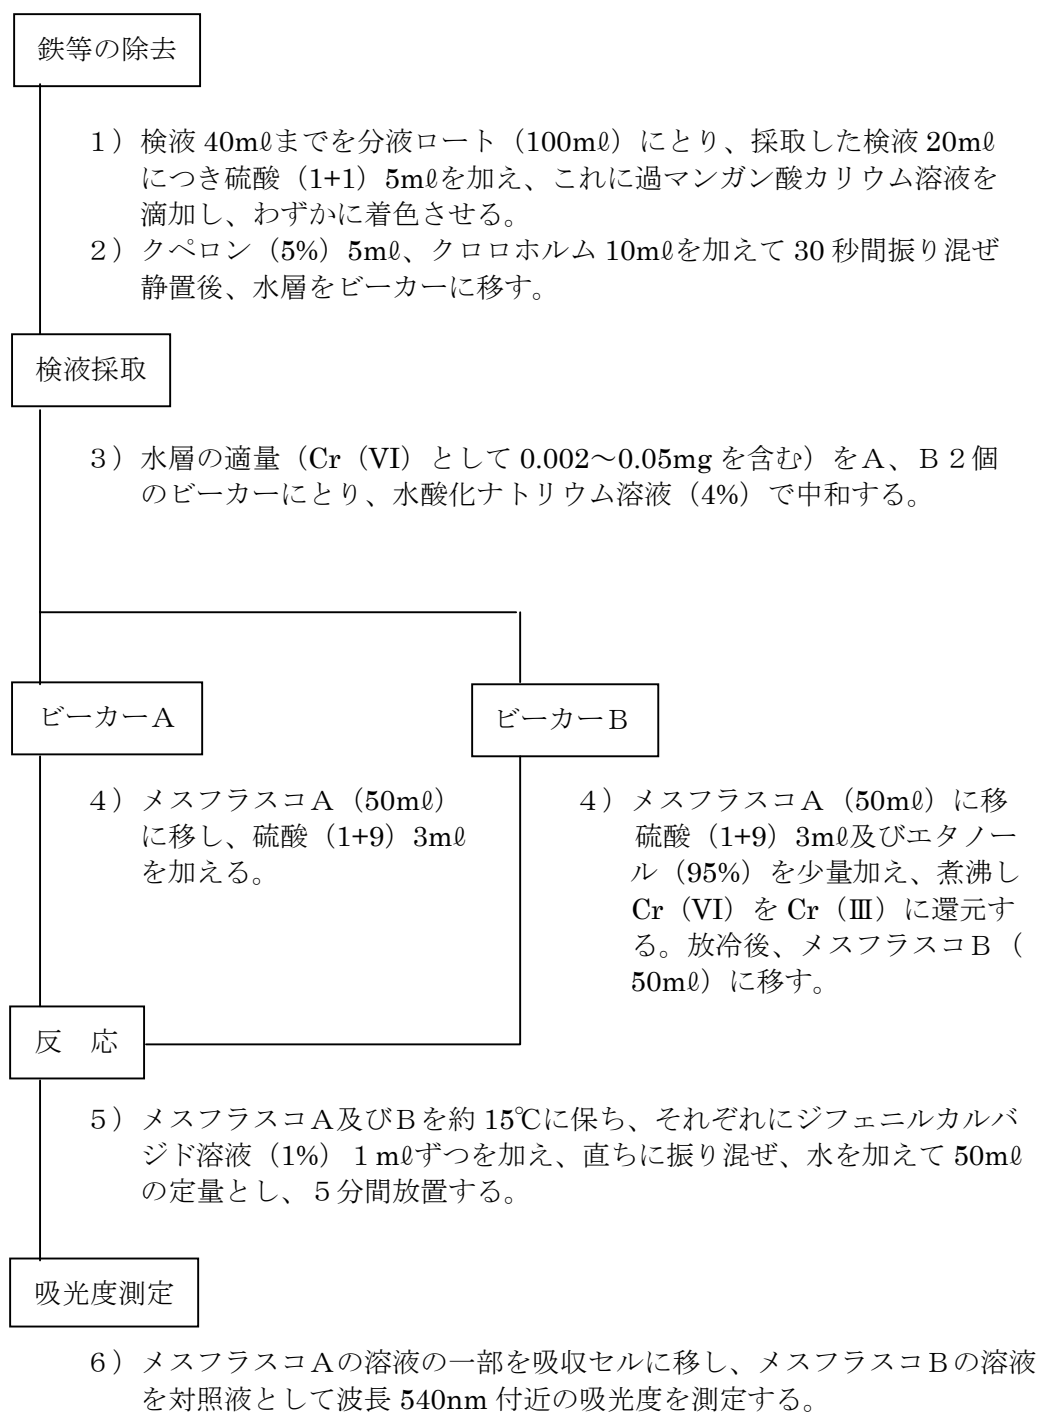 鉄等の除去
１）検液 40mℓまでを分液ロート（100mℓ）にとり、採取した検液 20mℓ
につき硫酸（1+1）5mℓを加え、これに過マンガン酸カリウム溶液を
滴加し、わずかに着色させる。
２）クペロン（5%）5mℓ、クロロホルム 10mℓを加えて 30 秒間振り混ぜ
静置後、水層をビーカーに移す。
検液採取
３）水層の適量（Cr（VI）として 0.002～0.05mg を含む）をＡ、Ｂ２個
のビーカーにとり、水酸化ナトリウム溶液（4%）で中和する。
ビーカーＡ
４）メスフラスコＡ（50mℓ）
に移し、硫酸（1+9）3mℓ
を加える。
ビーカーＢ
４）メスフラスコＡ（50mℓ）に移
硫酸（1+9）3mℓ及びエタノー
ル（95%）を少量加え、煮沸し
Cr（VI）を Cr（Ⅲ）に還元す
る。放冷後、メスフラスコＢ（
50mℓ）に移す。
反　応
５）メスフラスコＡ及びＢを約 15℃に保ち、それぞれにジフェニルカルバ
ジド溶液（1%）１mℓずつを加え、直ちに振り混ぜ、水を加えて 50mℓ
の定量とし、５分間放置する。
吸光度測定
６）メスフラスコＡの溶液の一部を吸収セルに移し、メスフラスコＢの溶液
を対照液として波長 540nm 付近の吸光度を測定する。